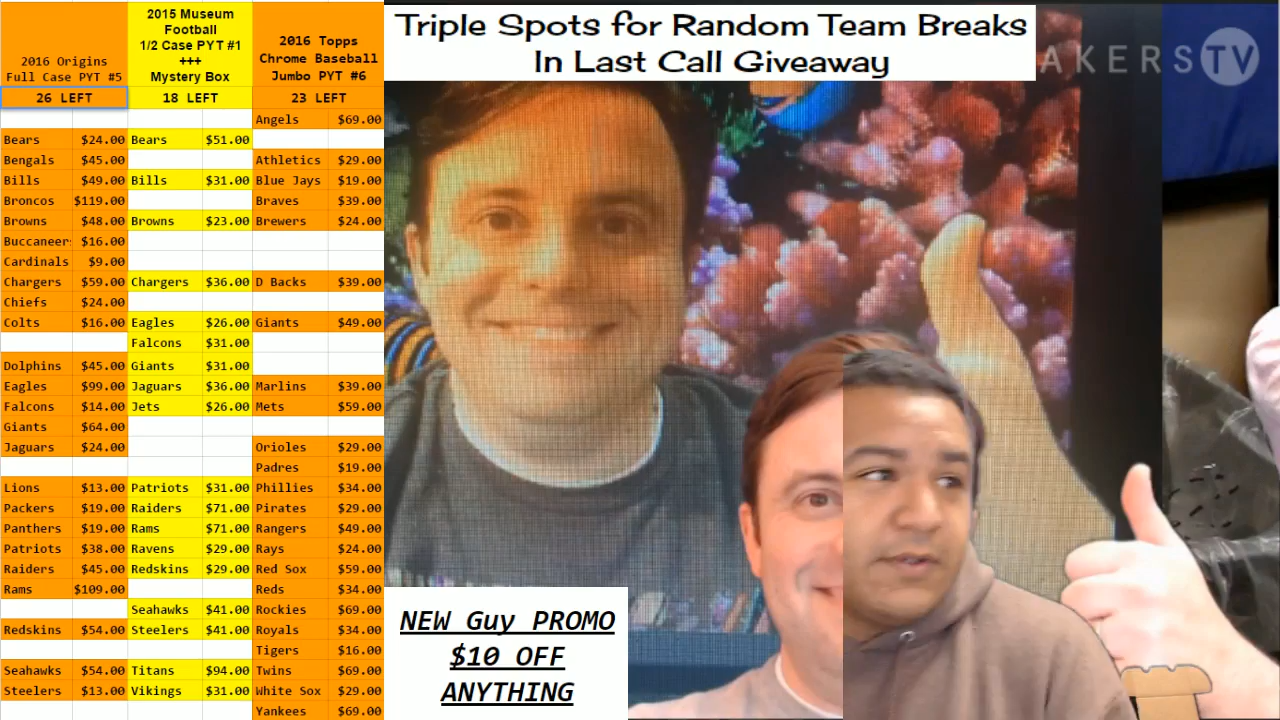 2016 Origins
Full Case PYT #5
26 LEFT
Bears $24.00
Bengals $45.00
Bills $49.00
Broncos $119.00
Browns $48.00
Buccaneer $16.00
Cardinals $9.00
Chargers $59.00
Chiefs $24.00
Colts $16.00
Dolphins $45.00
Eagles $99.00
Falcons $14.00
Giants $64.00
Jaguars $24.00
Lions $13.00
Packers $19.00
Panthers $19.00
Patriots $38.00
Raiders $45.00
Rams $109.00
Redskins $54.00
Seahawks $54.00
Steelers $13.00
2015 Museum
Football
1/2 Case PYT #1
+++
Mystery Box
18 LEFT
Bears $51.00
Bills $31.00
Browns $23.00
Chargers $36.00
Eagles $26.00
Falcons $31.00
Giants $31.00
Jaguars $36.00
Jets $26.00
Patriots $31.00
Raiders $71.00
Rams $71.00
Ravens $29.00
Redskins $29.00
Seahawks $41.00
Steelers $41.00
Titans $94.00
Vikings $31.00
2016 Topps
Chrome Baseball
Jumbo PYT #6
23 LEFT
Angels $69.00
Athletics $29.00
Blue Jays $19.00
Braves $39.00
Brewers $24.00
D Backs $39.00
Giants $49.00
Marlins $39.00
Mets $59.00
Orioles $29.00
Padres $19.00
Phillies $34.00
Pirates $29.00
Rangers $49.00
Rays $24.00
Red Sox $59.00
Reds $34.00
Rockies $69.00
Royals $34.00
Tigers $16.00
Twins $69.00
White Sox $29.00
Yankees $69.00
Triple Spots for Random Team Breaks
In Last Call Giveaway
AKERS TV
NEW Guy PROMO
$10 OFF
ANYTHING